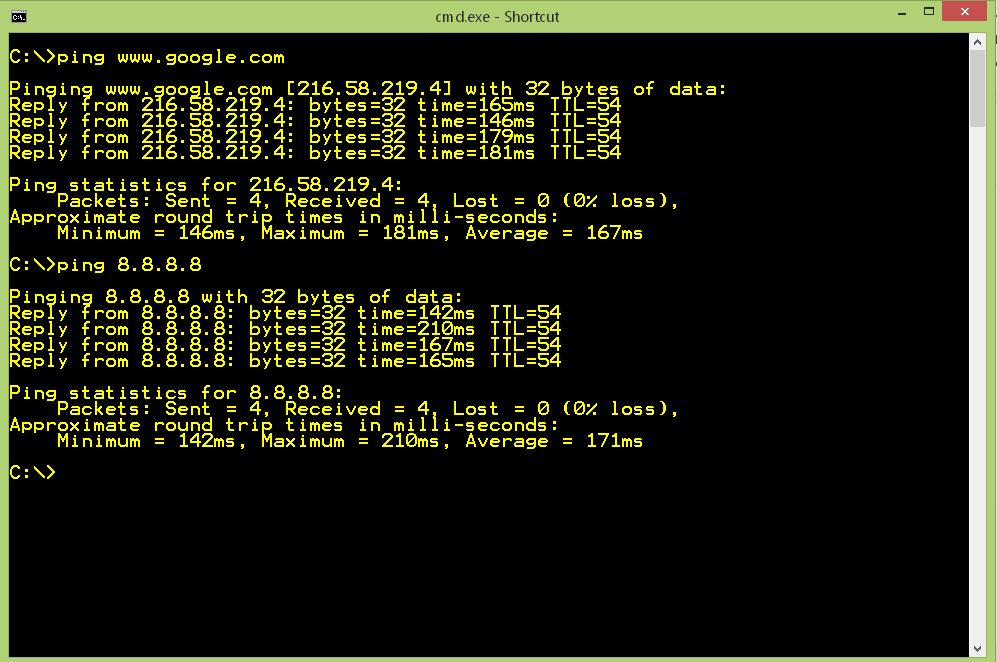 cmd.exe - Shortcut
C:\>ping www.google.com
Pinging www.google.com [216.58.219.4] with 32 bytes of data:
Reply from 216.58.219.4: bytes=32 time=165ms TTL=54
Reply from 216.58.219.4: bytes=32 time=146ms TTL=54
Reply from 216.58.219.4: bytes=32 time=179ms TTL=54
Reply from 216.58.219.4: bytes=32 time=181ms TTL=54
Ping statistics for 216.58.219.4:
    Packets: Sent = 4, Received = 4, Lost = 0 (0% loss),
Approximate round trip times in milli-seconds:
    Minimum = 146ms, Maximum = 181ms, Average = 167ms
C:\>ping 8.8.8.8
Pinging 8.8.8.8 with 32 bytes of data:
Reply from 8.8.8.8: bytes=32 time=142ms TTL=54
Reply from 8.8.8.8: bytes=32 time=210ms TTL=54
Reply from 8.8.8.8: bytes=32 time=167ms TTL=54
Reply from 8.8.8.8: bytes=32 time=165ms TTL=54
Ping statistics for 8.8.8.8:
    Packets: Sent = 4, Received = 4, Lost = 0 (0% loss),
Approximate round trip times in milli-seconds:
    Minimum = 142ms, Maximum = 210ms, Average = 171ms
C:\>